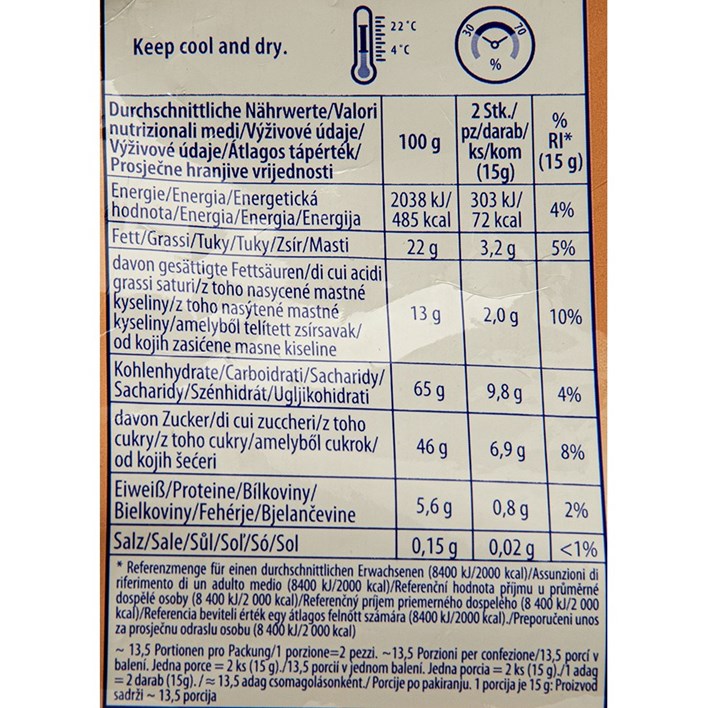 Keep cool and dry.
22°C
4°C
30
70
%
Durchschnittliche Nährwerte/Valori
nutrizionali medi/Výživové údaje/
Výživové údaje/Átlagos tápérték/
Prosječne hranjive vrijednosti
100 g
2 Stk./
pz/darab/
ks/kom
(15g)
%
RI*
(15 g)
Energie/Energia/Energetická
hodnota/Energia/Energia/Energija
2038 kJ/
485 kcal
303 kJ/
72 kcal
4%
Fett/Grassi/Tuky/Tuky/Zsír/Masti
22 g
3,2 g
5%
davon gesättigte Fettsäuren/di cui acidi
grassi saturi/z toho nasycené mastné
kyseliny/z toho nasýtené mastné
kyseliny/amelyből telített zsírsavak/
od kojih zasićene masne kiseline
13 g
2,0 g
10%
Kohlenhydrate/Carboidrati/Sacharidy/
Sacharidy/Szénhidrát/Ugljikohidrati
65 g
9,8 g
4%
davon Zucker/di cui zuccheri/z toho
cukry/z toho cukry/amelyből cukrok/
od kojih šećeri
46 g
6,9 g
8%
Eiweiß/Proteine/Bílkoviny/
Bielkoviny/Fehérje/Bjelančevine
5,6 g
0,8 g
2%
Salz/Sale/Sůl/Soľ/Só/Sol
0,15 g
0,02 g
<1%
* Referenzmenge für einen durchschnittlichen Erwachsenen (8400 kJ/2000 kcal)/Assunzioni di
riferimento di un adulto medio (8400 kJ/2000 kcal)/Referenční hodnota příjmu u průměrné
dospělé osoby (8 400 kJ/2 000 kcal)/Referenčný príjem priemerného dospelého (8 400 kJ/2 000
kcal)/Referencia beviteli érték egy átlagos felnőtt számára (8400 kJ/2000 kcal)./Preporučeni unos
za prosječnu odraslu osobu (8 400 kJ/2 000 kcal)
~ 13,5 Portionen pro Packung/1 porzione=2 pezzi. ~13,5 Porzioni per confezione/13,5 porcí v
balení. Jedna porce = 2 ks (15 g)./13,5 porcií v jednom balení. Jedna porcia = 2 ks (15 g)./1 adag
= 2 darab (15g). / ≈ 13,5 adag csomagolásonként./ Porcije po pakiranju. 1 porcija je 15 g: Proizvod
sadrži ~ 13,5 porcija